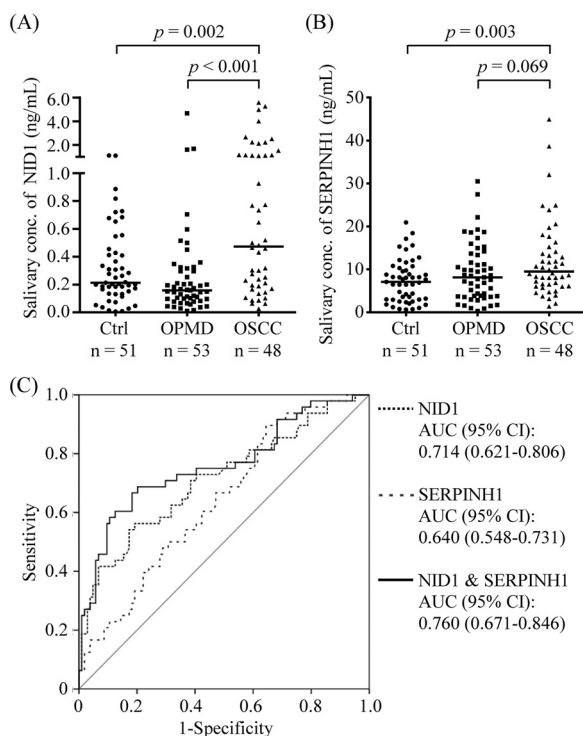 (A)
p = 0.002
p < 0.001
Salivary conc. of NID1 (ng/mL)
6.0
4.0
2.0
1.0
0.8
0.6
0.4
0.2
0.0
Ctrl OPMD OSCC
n = 51 n = 53 n = 48
(B)
p = 0.003
p = 0.069
Salivary conc. of SERPINH1 (ng/mL)
50
40
30
20
10
0
Ctrl OPMD OSCC
n = 51 n = 53 n = 48
(C)
Sensitivity
1.0
0.8
0.6
0.4
0.2
0
0 0.2 0.4 0.6 0.8 1.0
1-Specificity
NID1
AUC (95% CI):
0.714 (0.621-0.806)
SERPINH1
AUC (95% CI):
0.640 (0.548-0.731)
NID1 & SERPINH1
AUC (95% CI):
0.760 (0.671-0.846)